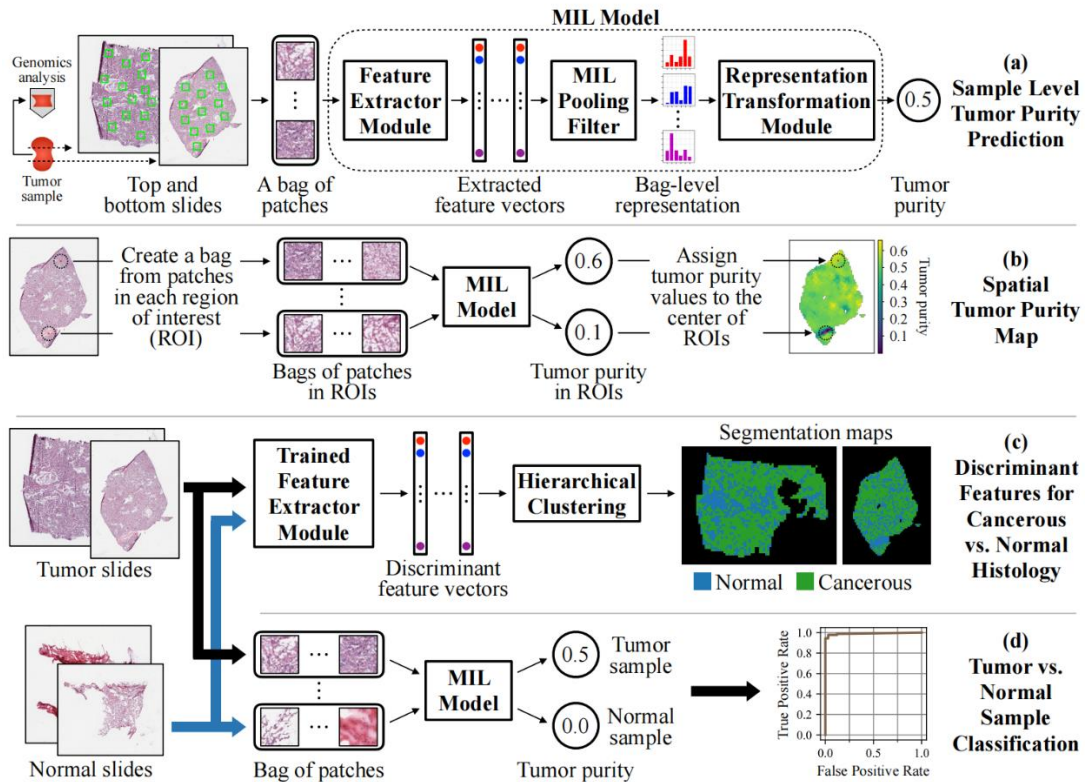 MIL Model
Genomics
analysis
Tumor
sample
Top and
bottom slides
A bag of
patches
Feature
Extractor
Module
Extracted
feature vectors
MIL
Pooling
Filter
Bag-level
representation
Representation
Transformation
Module
0.5
Tumor
purity
(a)
Sample Level
Tumor Purity
Prediction
Create a bag
from patches
in each region
of interest
(ROI)
Bags of patches
in ROIs
MIL
Model
0.6
0.1
Tumor purity
in ROIs
Assign
tumor purity
values to the
center of
ROIs
0.6
0.5
0.4
0.3
0.2
0.1
Tumor purity
(b)
Spatial
Tumor Purity
Map
Tumor slides
Trained
Feature
Extractor
Module
Discriminant
feature vectors
Hierarchical
Clustering
Segmentation maps
Normal
Cancerous
(c)
Discriminant
Features for
Cancerous
vs. Normal
Histology
Normal slides
Bag of patches
MIL
Model
0.5
Tumor
sample
0.0
Normal
sample
Tumor purity
True Positive Rate
1.0
0.8
0.6
0.4
0.2
0.0
0.0
0.5
1.0
False Positive Rate
(d)
Tumor vs.
Normal
Sample
Classification